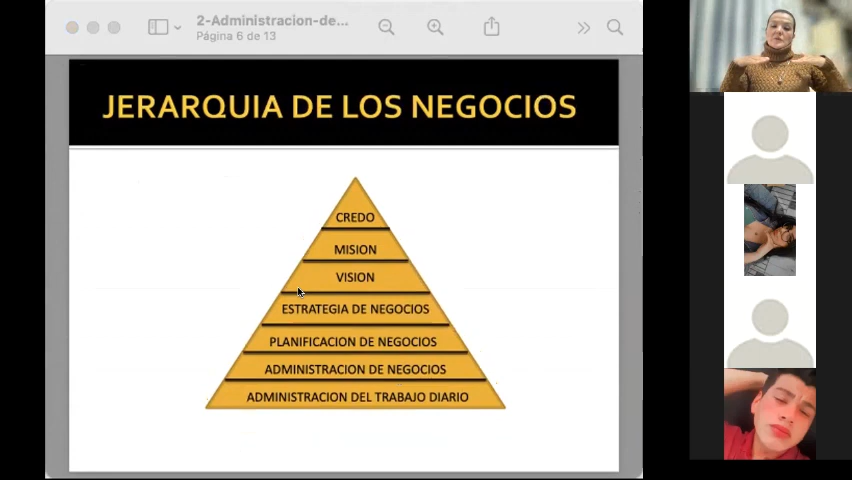 2-Administracion-de...
Página 6 de 13
JERARQUIA DE LOS NEGOCIOS
CREDO
MISION
VISION
ESTRATEGIA DE NEGOCIOS
PLANIFICACION DE NEGOCIOS
ADMINISTRACION DE NEGOCIOS
ADMINISTRACION DEL TRABAJO DIARIO